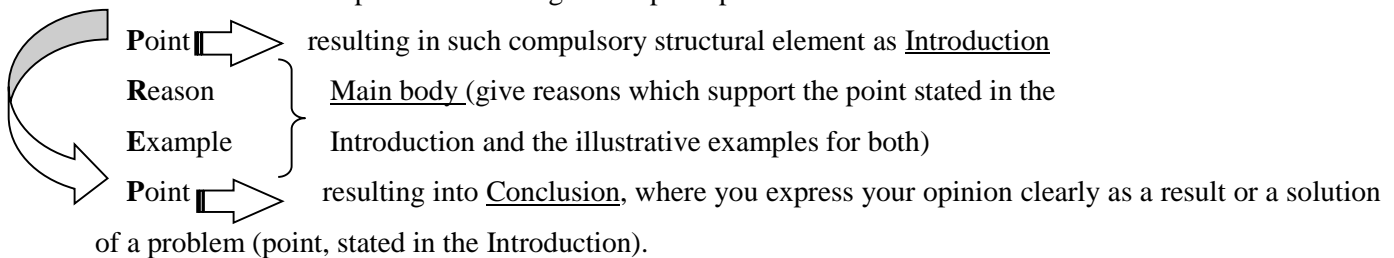 Point resulting in such compulsory structural element as Introduction
Reason Main body (give reasons which support the point stated in the
Example Introduction and the illustrative examples for both)
Point resulting into Conclusion, where you express your opinion clearly as a result or a solution
of a problem (point, stated in the Introduction).